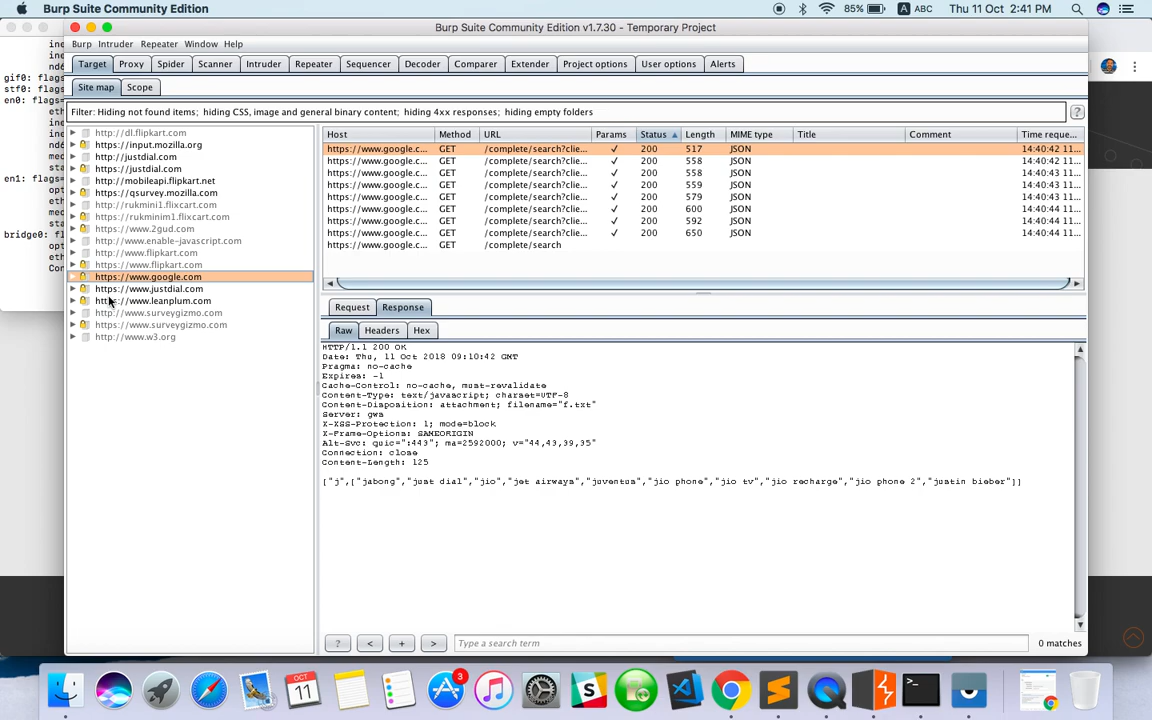 Burp Suite Community Edition
85%
A
ABC
Thu 11 Oct 2:41 PM
Burp Suite Community Edition v1.7.30 - Temporary Project
Burp Intruder Repeater Window Help
Target Proxy Spider Scanner Intruder Repeater Sequencer Decoder Comparer Extender Project options User options Alerts
Site map Scope
Filter: Hiding not found items; hiding CSS, image and general binary content; hiding 4xx responses; hiding empty folders
?
gif0: flags=
stf0: flags=
en0: flags=
en1: flags=
bridge0: fl
http://dl.flipkart.com
https://input.mozilla.org
http://justdial.com
https://justdial.com
http://mobileapi.flipkart.net
https://qsurvey.mozilla.com
http://rukmini1.flixcart.com
https://rukminim1.flixcart.com
https://www.2gud.com
http://www.enable-javascript.com
http://www.flipkart.com
https://www.flipkart.com
https://www.google.com
https://www.justdial.com
https://www.leanplum.com
http://www.surveygizmo.com
https://www.surveygizmo.com
http://www.w3.org
Host Method URL Params Status Length MIME type Title Comment Time reque...
https://www.google.c... GET /complete/search?clie... ✓ 200 517 JSON 14:40:42 11...
https://www.google.c... GET /complete/search?clie... ✓ 200 558 JSON 14:40:42 11...
https://www.google.c... GET /complete/search?clie... ✓ 200 558 JSON 14:40:43 11...
https://www.google.c... GET /complete/search?clie... ✓ 200 559 JSON 14:40:43 11...
https://www.google.c... GET /complete/search?clie... ✓ 200 579 JSON 14:40:43 11...
https://www.google.c... GET /complete/search?clie... ✓ 200 600 JSON 14:40:44 11...
https://www.google.c... GET /complete/search?clie... ✓ 200 592 JSON 14:40:44 11...
https://www.google.c... GET /complete/search?clie... ✓ 200 650 JSON 14:40:44 11...
https://www.google.c... GET /complete/search
Request Response
Raw Headers Hex
HTTP/1.1 200 OK
Date: Thu, 11 Oct 2018 09:10:42 GMT
Pragma: no-cache
Expires: -1
Cache-Control: no-cache, must-revalidate
Content-Type: text/javascript; charset=UTF-8
Content-Disposition: attachment; filename="f.txt"
Server: gws
X-XSS-Protection: 1; mode=block
X-Frame-Options: SAMEORIGIN
Alt-Svc: quic=":443"; ma=2592000; v="44,43,39,35"
Connection: close
Content-Length: 125
["j",["jabong","just dial","jio","jet airways","juventus","jio phone","jio tv","jio recharge","jio phone 2","justin bieber"]]
? < + > Type a search term 0 matches
OCT
11
3